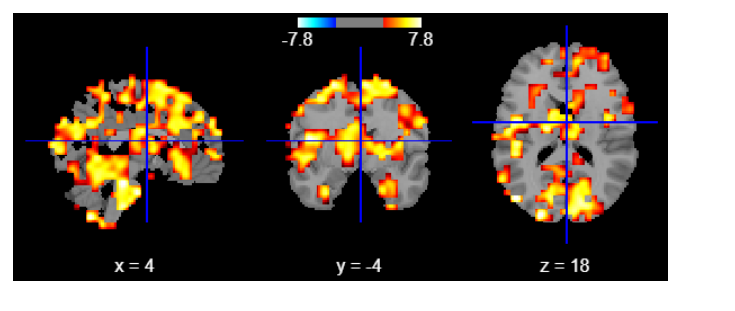 -7.8 7.8
x = 4 y = -4 z = 18